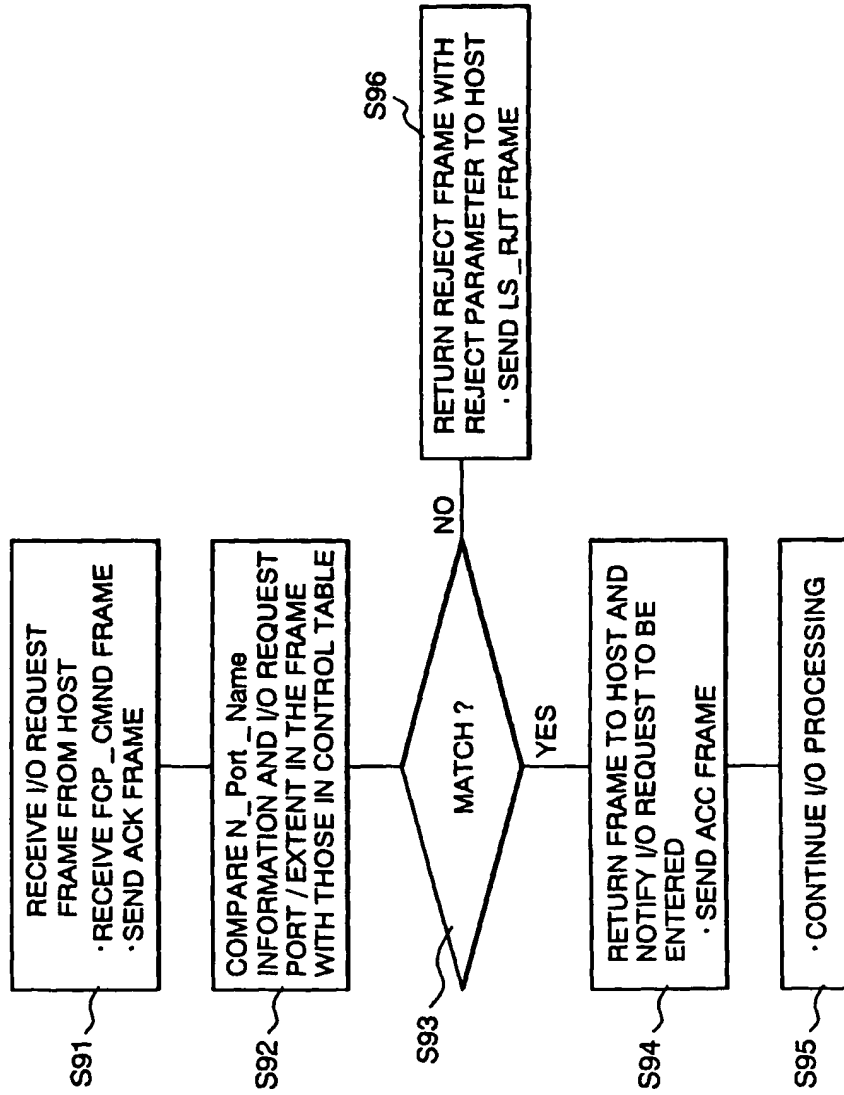 S91
RECEIVE I/O REQUEST
FRAME FROM HOST
·RECEIVE FCP_CMND FRAME
·SEND ACK FRAME
S92
COMPARE N_Port_Name
INFORMATION AND I/O REQUEST
PORT / EXTENT IN THE FRAME
WITH THOSE IN CONTROL TABLE
S93
MATCH ?
NO
YES
S96
RETURN REJECT FRAME WITH
REJECT PARAMETER TO HOST
·SEND LS_RJT FRAME
S94
RETURN FRAME TO HOST AND
NOTIFY I/O REQUEST TO BE
ENTERED
·SEND ACC FRAME
S95
·CONTINUE I/O PROCESSING